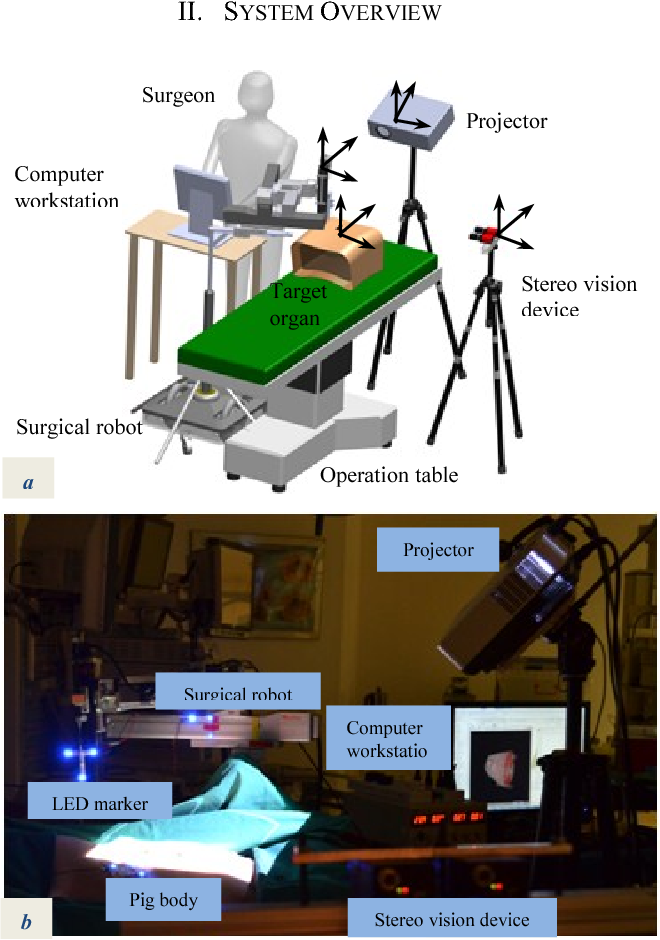 II. SYSTEM OVERVIEW
Surgeon
Projector
Computer
workstation
Stereo vision
device
Target
organ
Surgical robot
Operation table
a
Projector
Surgical robot
Computer
workstatio
LED marker
Pig body
Stereo vision device
b